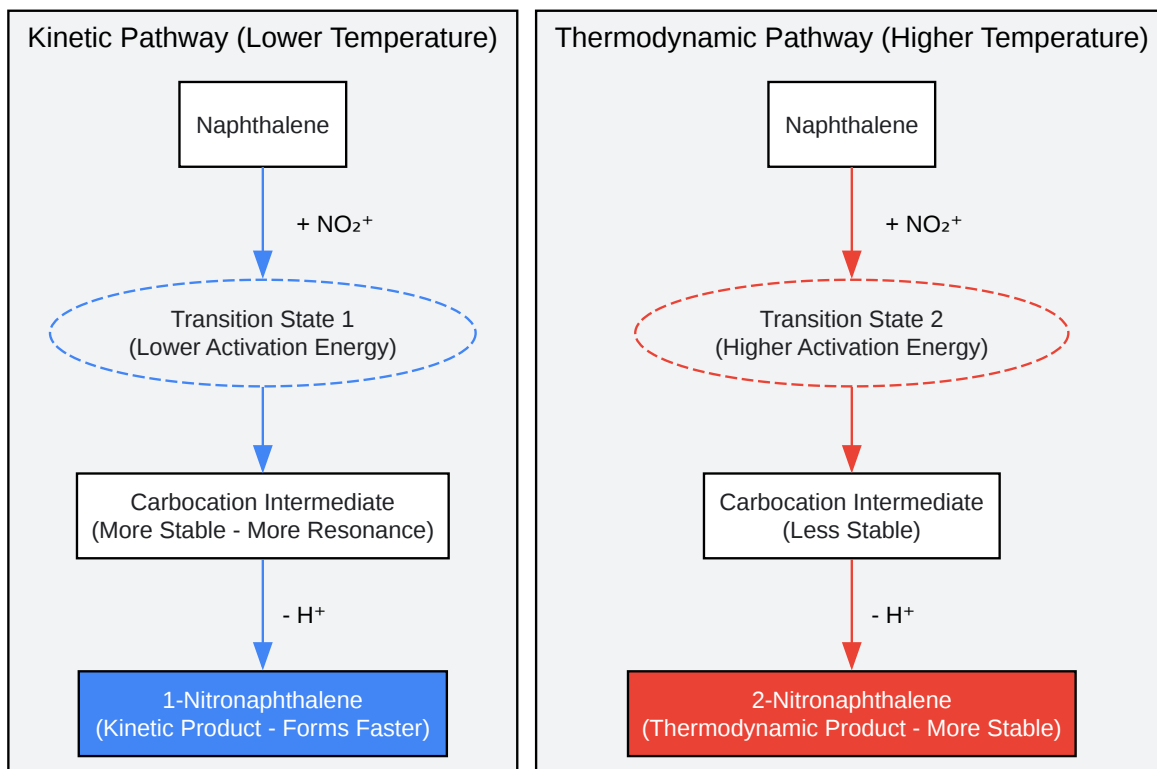 Kinetic Pathway (Lower Temperature)
Naphthalene
+ NO₂⁺
Transition State 1
(Lower Activation Energy)
Carbocation Intermediate
(More Stable - More Resonance)
- H⁺
1-Nitronaphthalene
(Kinetic Product - Forms Faster)
Thermodynamic Pathway (Higher Temperature)
Naphthalene
+ NO₂⁺
Transition State 2
(Higher Activation Energy)
Carbocation Intermediate
(Less Stable)
- H⁺
2-Nitronaphthalene
(Thermodynamic Product - More Stable)